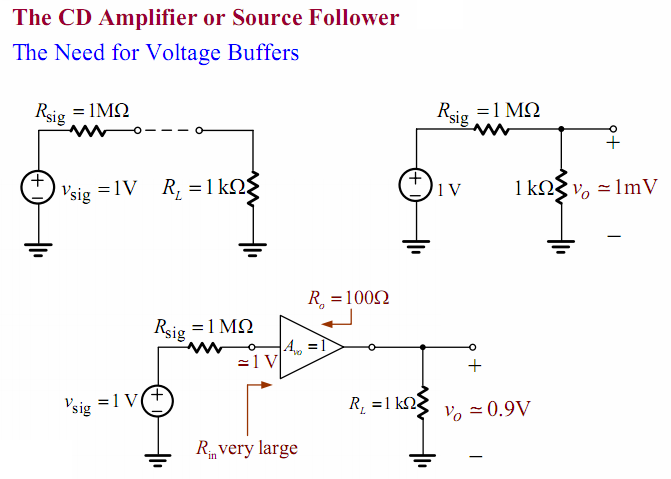 The CD Amplifier or Source Follower
The Need for Voltage Buffers
Rsig = 1MΩ
+
vsig = 1V
RL = 1 kΩ
Rsig = 1 MΩ
+
1 V
1 kΩ
+
vo ≃ 1mV
−
Ro = 100Ω
Rsig = 1 MΩ
≃ 1 V
Avo = 1
vsig = 1 V
+
RL = 1 kΩ
+
vo ≃ 0.9V
−
Rin very large